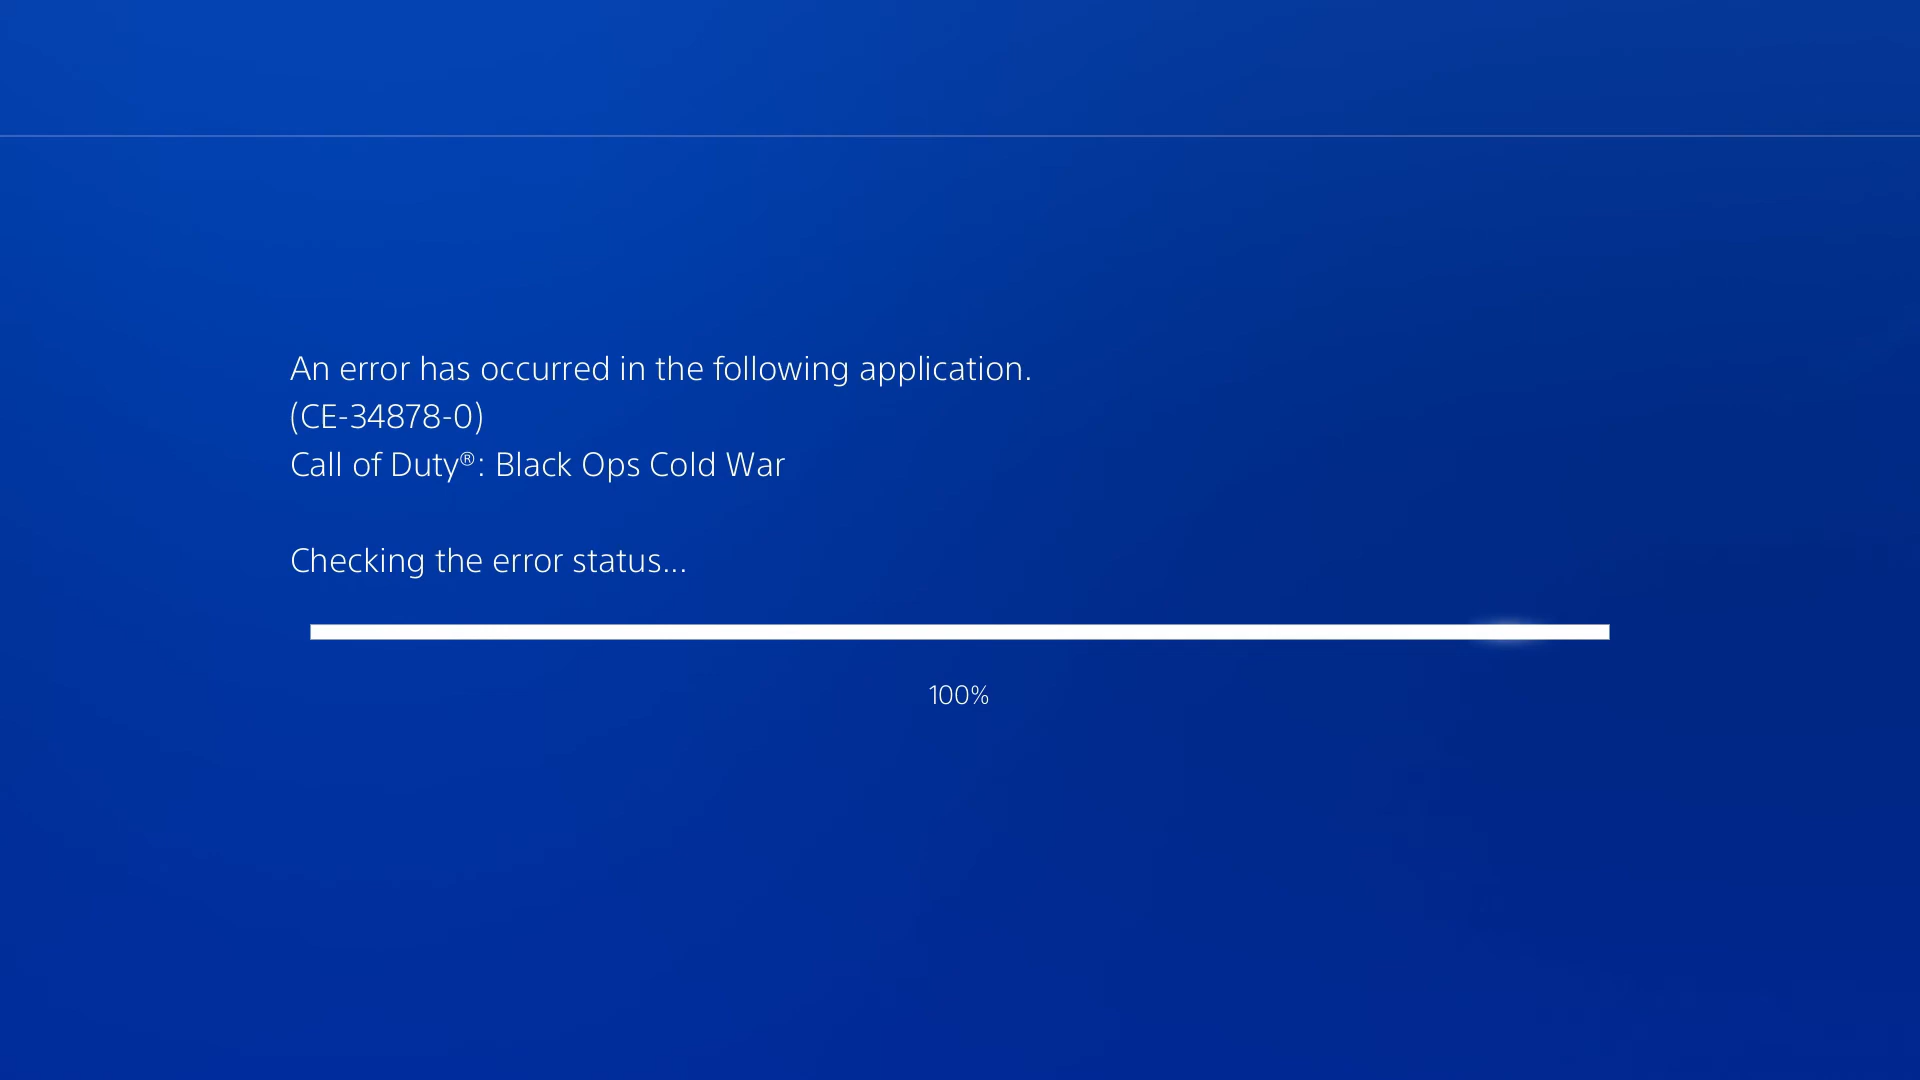 An error has occurred in the following application.
(CE-34878-0)
Call of Duty®: Black Ops Cold War
Checking the error status...
100%